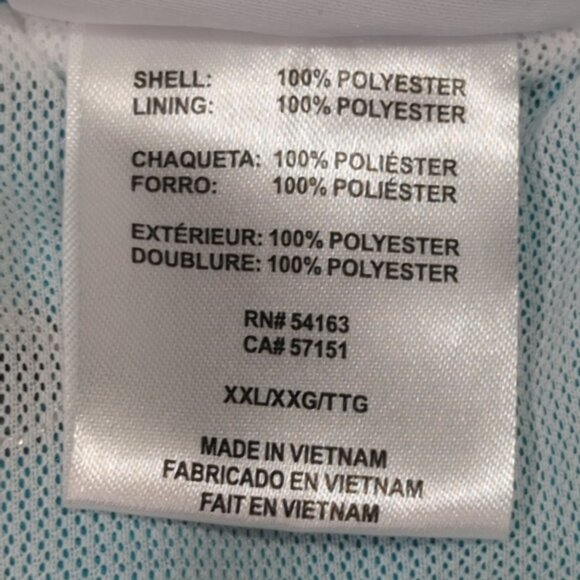 SHELL: 100% POLYESTER
LINING: 100% POLYESTER
CHAQUETA: 100% POLIÉSTER
FORRO: 100% POLIÉSTER
EXTÉRIEUR: 100% POLYESTER
DOUBLURE: 100% POLYESTER
RN# 54163
CA# 57151
XXL/XXG/TTG
MADE IN VIETNAM
FABRICADO EN VIETNAM
FAIT EN VIETNAM